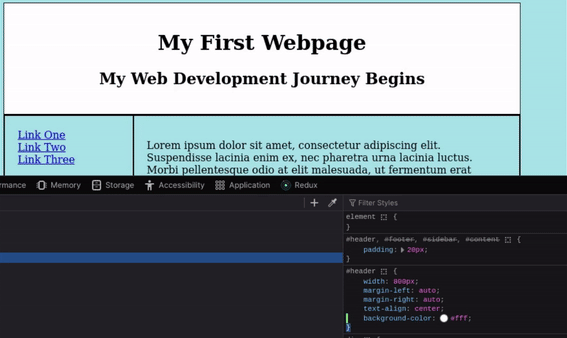 My First Webpage
My Web Development Journey Begins
Link One
Link Two
Link Three
Lorem ipsum dolor sit amet, consectetur adipiscing elit.
Suspendisse lacinia enim ex, nec pharetra urna lacinia luctus.
Morbi pellentesque odio at elit malesuada, ut fermentum erat
rmance Memory Storage Accessibility Application Redux
+ Filter Styles
element {
}
#header, #footer, #sidebar, #content {
padding: 20px;
}
#header {
width: 800px;
margin-left: auto;
margin-right: auto;
text-align: center;
background-color: #fff;
}